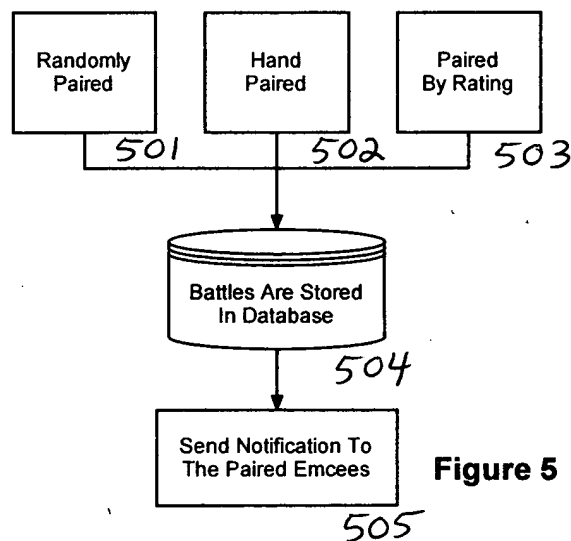 Randomly
Paired
Hand
Paired
Paired
By Rating
501
502
503
Battles Are Stored
In Database
504
Send Notification To
The Paired Emcees
Figure 5
505